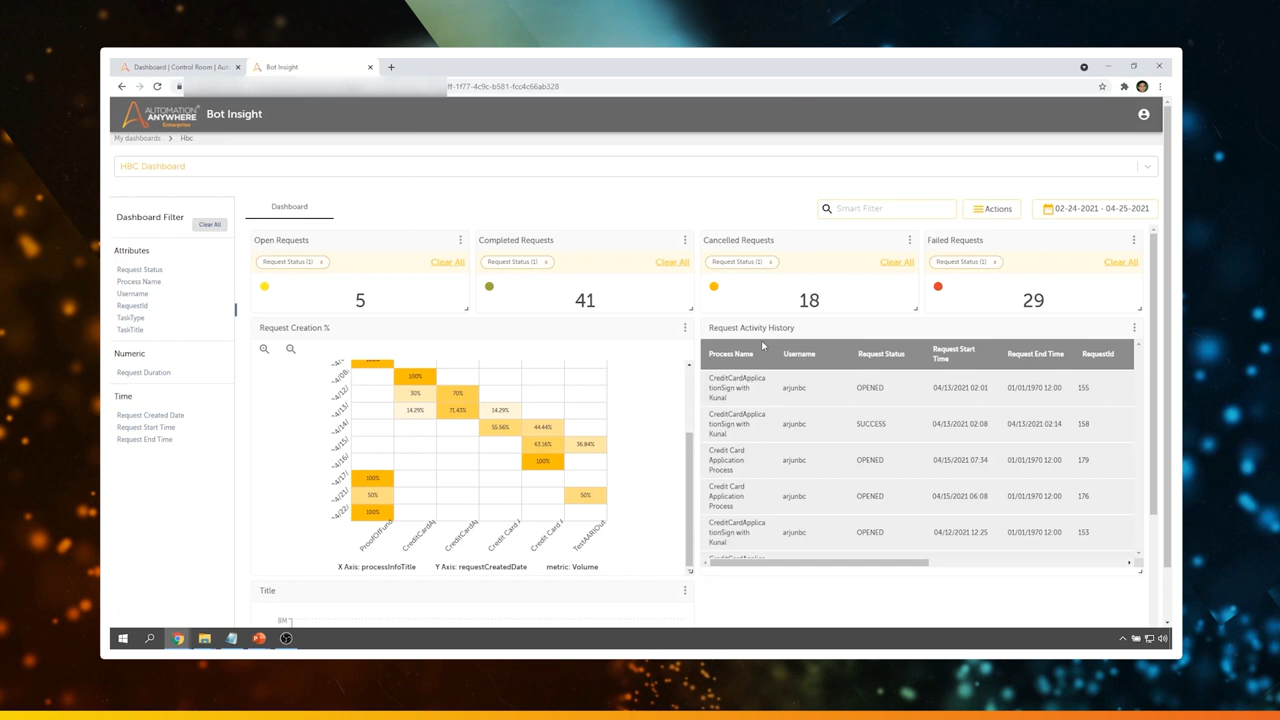 Dashboard | Control Room | Aut
Bot Insight
ff-1f77-4c9c-b581-fcc4c66ab328
AUTOMATION
ANYWHERE
Enterprise
Bot Insight
My dashboards > Hbc
HBC Dashboard
Dashboard Filter
Clear All
Attributes
Request Status
Process Name
Username
RequestId
TaskType
TaskTitle
Numeric
Request Duration
Time
Request Created Date
Request Start Time
Request End Time
Dashboard
Smart Filter
Actions
02-24-2021 - 04-25-2021
Open Requests
Request Status (1) x
Clear All
5
Completed Requests
Request Status (1) x
Clear All
41
Cancelled Requests
Request Status (1) x
Clear All
18
Failed Requests
Request Status (1) x
Clear All
29
Request Creation %
100%
30% 70%
14.29% 71.43% 14.29%
55.56% 44.44%
63.16% 36.84%
100%
100%
50% 50%
100%
X Axis: processInfoTitle Y Axis: requestCreatedDate metric: Volume
Request Activity History
Process Name Username Request Status Request Start Time Request End Time RequestId
CreditCardApplica
tionSign with
Kunal
arjunbc OPENED 04/13/2021 02:01 01/01/1970 12:00 155
CreditCardApplica
tionSign with
Kunal
arjunbc SUCCESS 04/13/2021 02:08 04/13/2021 02:14 158
Credit Card
Application
Process
arjunbc OPENED 04/15/2021 07:34 01/01/1970 12:00 179
Credit Card
Application
Process
arjunbc OPENED 04/15/2021 06:08 01/01/1970 12:00 176
CreditCardApplica
tionSign with
Kunal
arjunbc OPENED 04/12/2021 12:25 01/01/1970 12:00 153
Title
8M